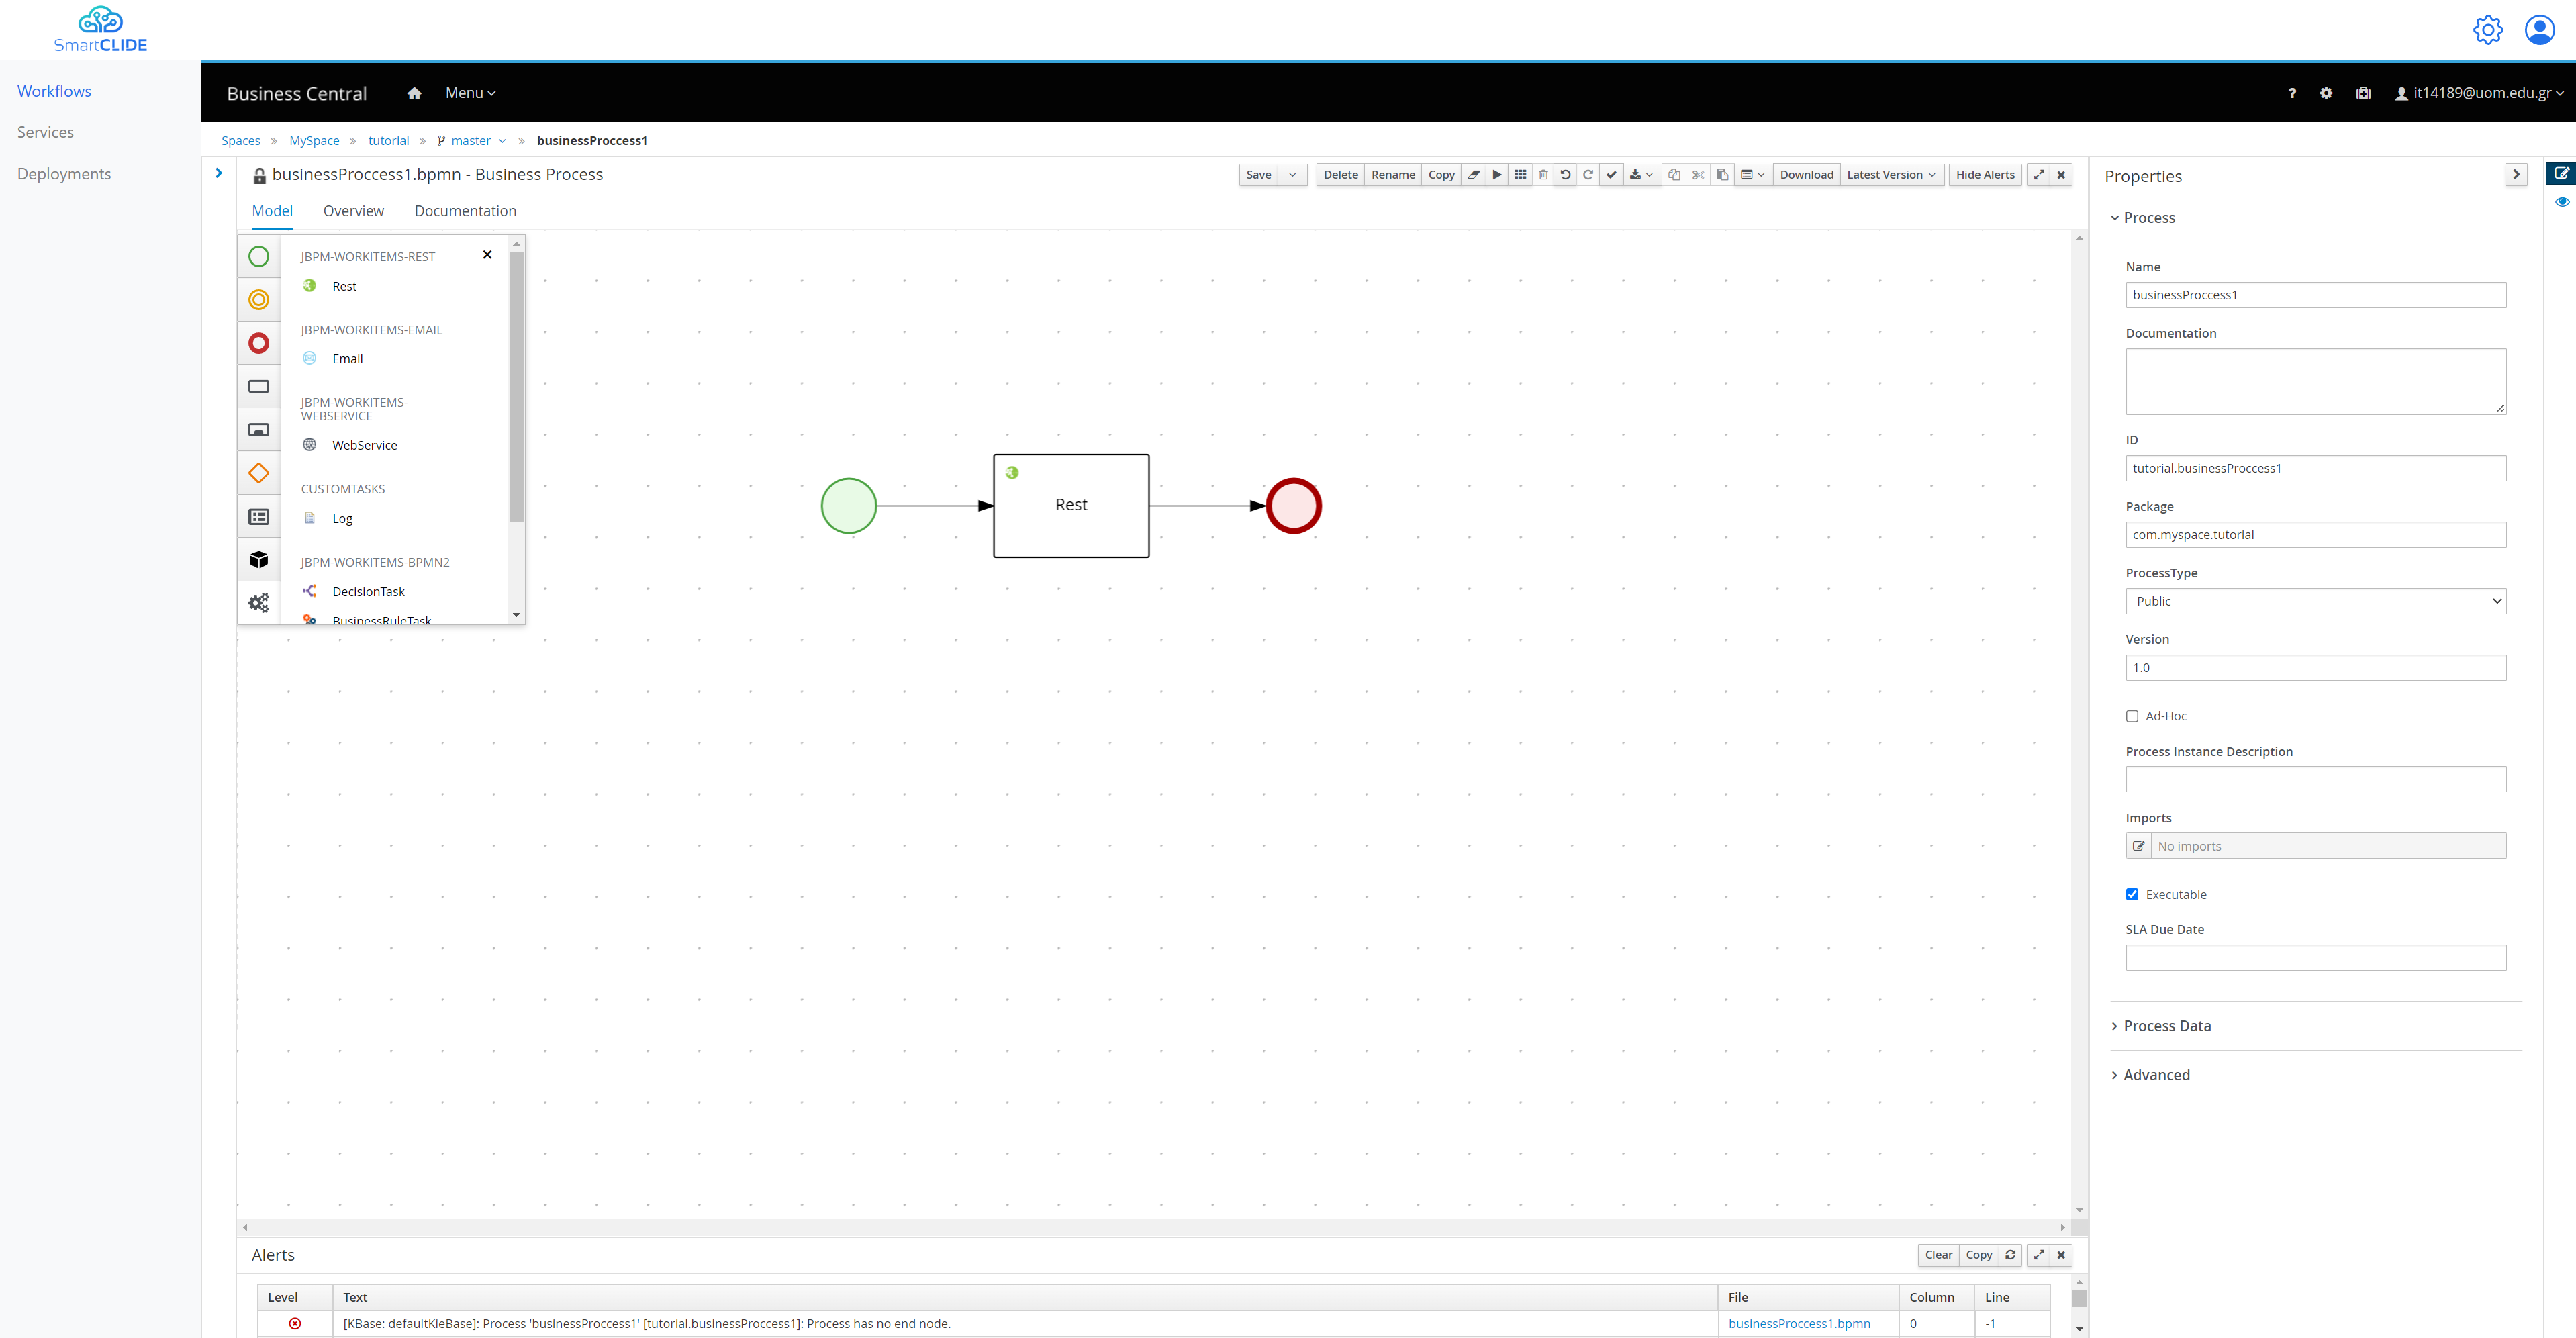 SmartCLIDE
Workflows
Services
Deployments
Business Central
Menu
? it14189@uom.edu.gr
Spaces » MySpace » tutorial » master » businessProccess1
businessProccess1.bpmn - Business Process
Save Delete Rename Copy Download Latest Version Hide Alerts
Model Overview Documentation
JBPM-WORKITEMS-REST
Rest
JBPM-WORKITEMS-EMAIL
Email
JBPM-WORKITEMS-
WEBSERVICE
WebService
CUSTOMTASKS
Log
JBPM-WORKITEMS-BPMN2
DecisionTask
BusinessRuleTask
Rest
Properties
Process
Name
businessProccess1
Documentation
ID
tutorial.businessProccess1
Package
com.myspace.tutorial
ProcessType
Public
Version
1.0
Ad-Hoc
Process Instance Description
Imports
No imports
Executable
SLA Due Date
Process Data
Advanced
Alerts
Clear Copy
Level Text File Column Line
[KBase: defaultKieBase]: Process 'businessProccess1' [tutorial.businessProccess1]: Process has no end node. businessProccess1.bpmn 0 -1